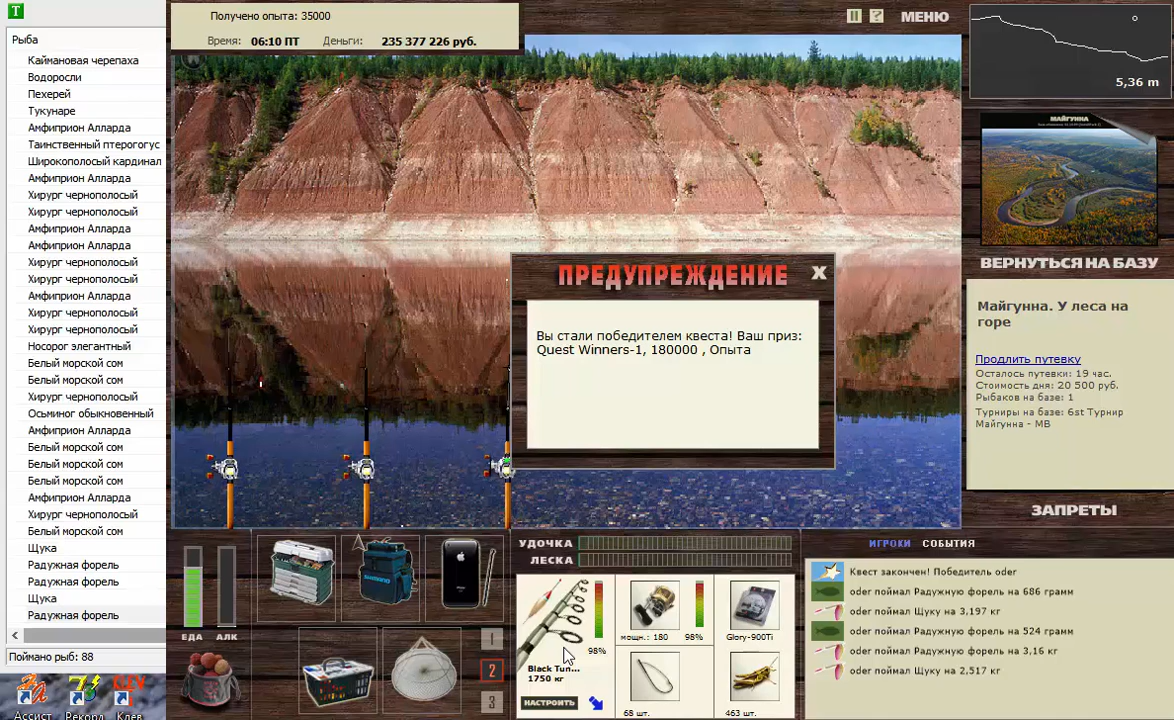 T
Рыба
Каймановая черепаха
Водоросли
Пехерей
Тукунаре
Амфиприон Алларда
Таинственный птерогогус
Широкополосый кардинал
Амфиприон Алларда
Хирург чернополосый
Хирург чернополосый
Амфиприон Алларда
Амфиприон Алларда
Хирург чернополосый
Хирург чернополосый
Амфиприон Алларда
Хирург чернополосый
Хирург чернополосый
Носорог элегантный
Белый морской сом
Белый морской сом
Хирург чернополосый
Осьминог обыкновенный
Амфиприон Алларда
Белый морской сом
Белый морской сом
Белый морской сом
Амфиприон Алларда
Хирург чернополосый
Белый морской сом
Щука
Радужная форель
Радужная форель
Щука
Радужная форель
Поймано рыб: 88
Ассист
Рекорд
Клев
Получено опыта: 35000
Время: 06:10 ПТ Деньги: 235 377 226 руб.
? МЕНЮ
5,36 m
МАЙГУННА
ВЕРНУТЬСЯ НА БАЗУ
Майгунна. У леса на
горе
Продлить путевку
Осталось путевки: 19 час.
Стоимость дня: 20 500 руб.
Рыбаков на базе: 1
Турниры на базе: 6st Турнир
Майгунна - МВ
ЗАПРЕТЫ
ПРЕДУПРЕЖДЕНИЕ X
Вы стали победителем квеста! Ваш приз:
Quest Winners-1, 180000 , Опыта
ЕДА АЛК
SHIMANO
1
2
3
УДОЧКА
ЛЕСКА
98%
Black Tun...
1750 кг
НАСТРОИТЬ
мощн.: 180 98%
Glory-900Ti
68 шт.
463 шт.
ИГРОКИ СОБЫТИЯ
Квест закончен! Победитель oder
oder поймал Радужную форель на 686 грамм
oder поймал Щуку на 3,197 кг
oder поймал Радужную форель на 524 грамм
oder поймал Радужную форель на 3,16 кг
oder поймал Щуку на 2,517 кг